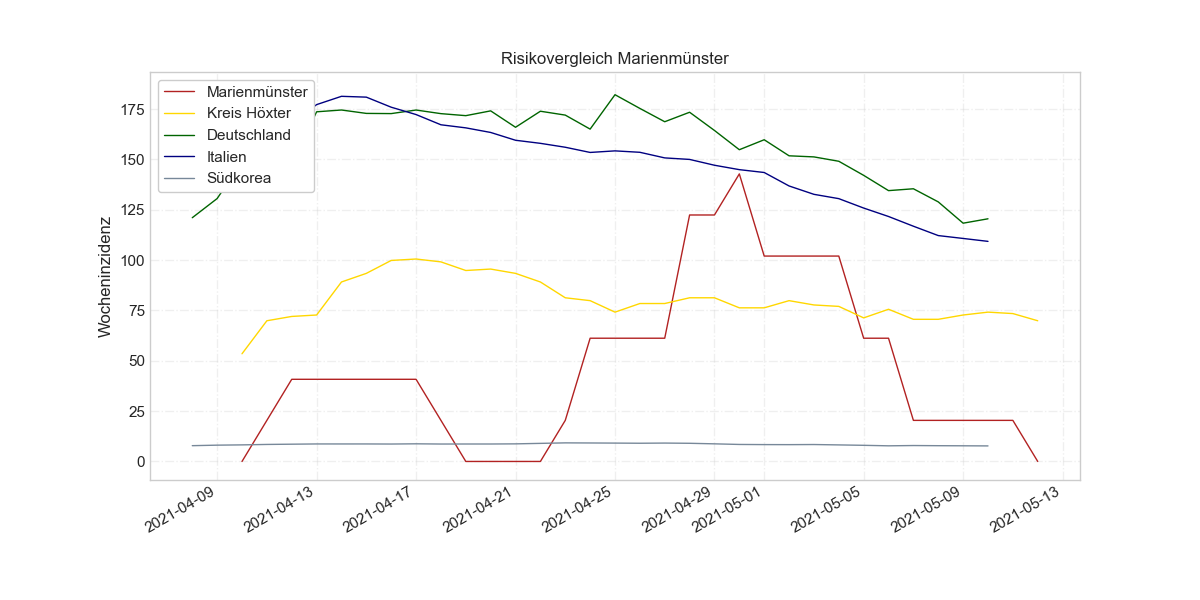 Risikovergleich Marienmünster
Marienmünster
Kreis Höxter
Deutschland
Italien
Südkorea
Wocheninzidenz
175
150
125
100
75
50
25
0
2021-04-09
2021-04-13
2021-04-17
2021-04-21
2021-04-25
2021-04-29
2021-05-01
2021-05-05
2021-05-09
2021-05-13